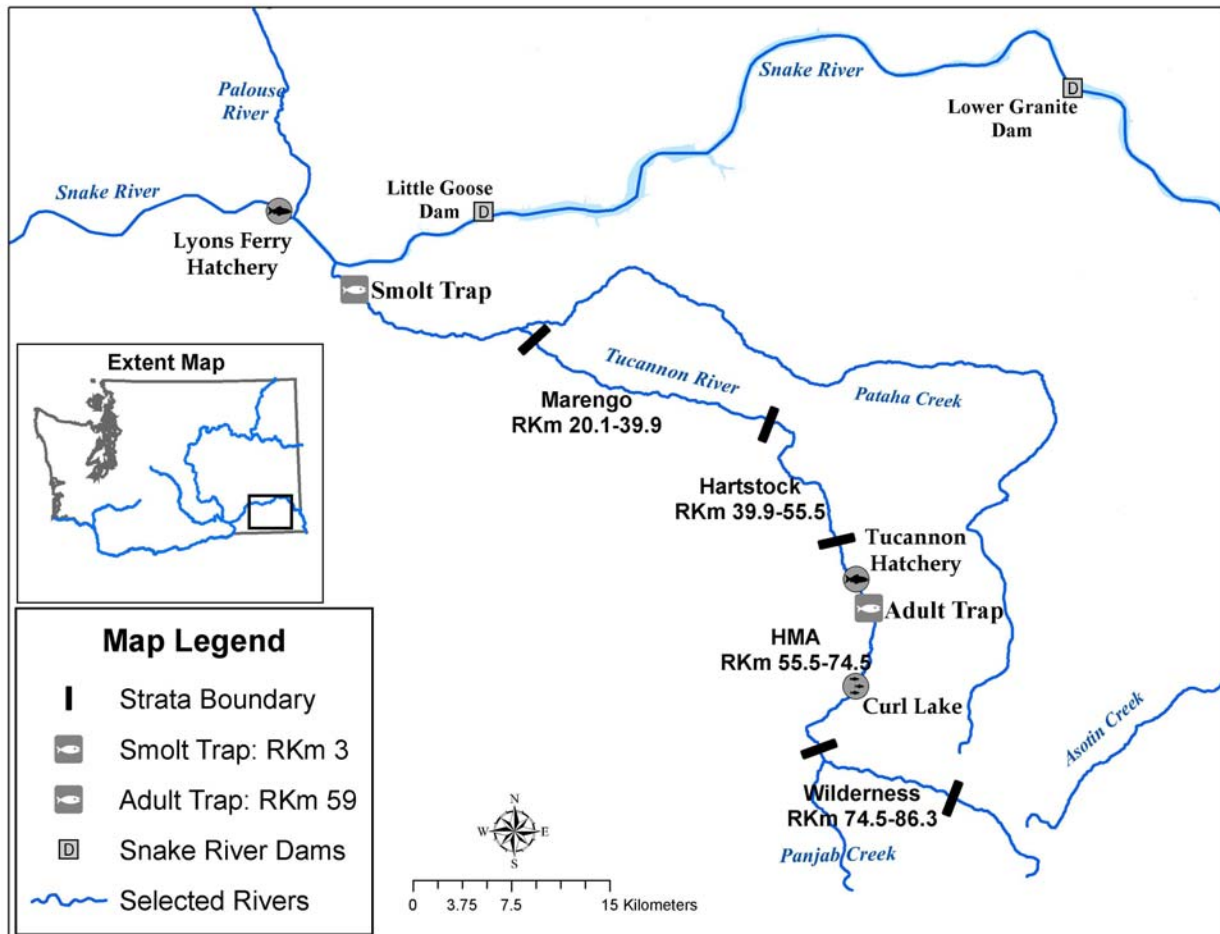 Palouse
River
Snake River
Snake River
Lower Granite
Dam
D
Little Goose
Dam
D
Lyons Ferry
Hatchery
Smolt Trap
Extent Map
Tucannon River
Pataha Creek
Marengo
RKm 20.1-39.9
Hartstock
RKm 39.9-55.5
Tucannon
Hatchery
Adult Trap
HMA
RKm 55.5-74.5
Curl Lake
Asotin Creek
Wilderness
RKm 74.5-86.3
Panjab Creek
Map Legend
Strata Boundary
Smolt Trap: RKm 3
Adult Trap: RKm 59
D Snake River Dams
Selected Rivers
N
W E
S
0 3.75 7.5 15 Kilometers